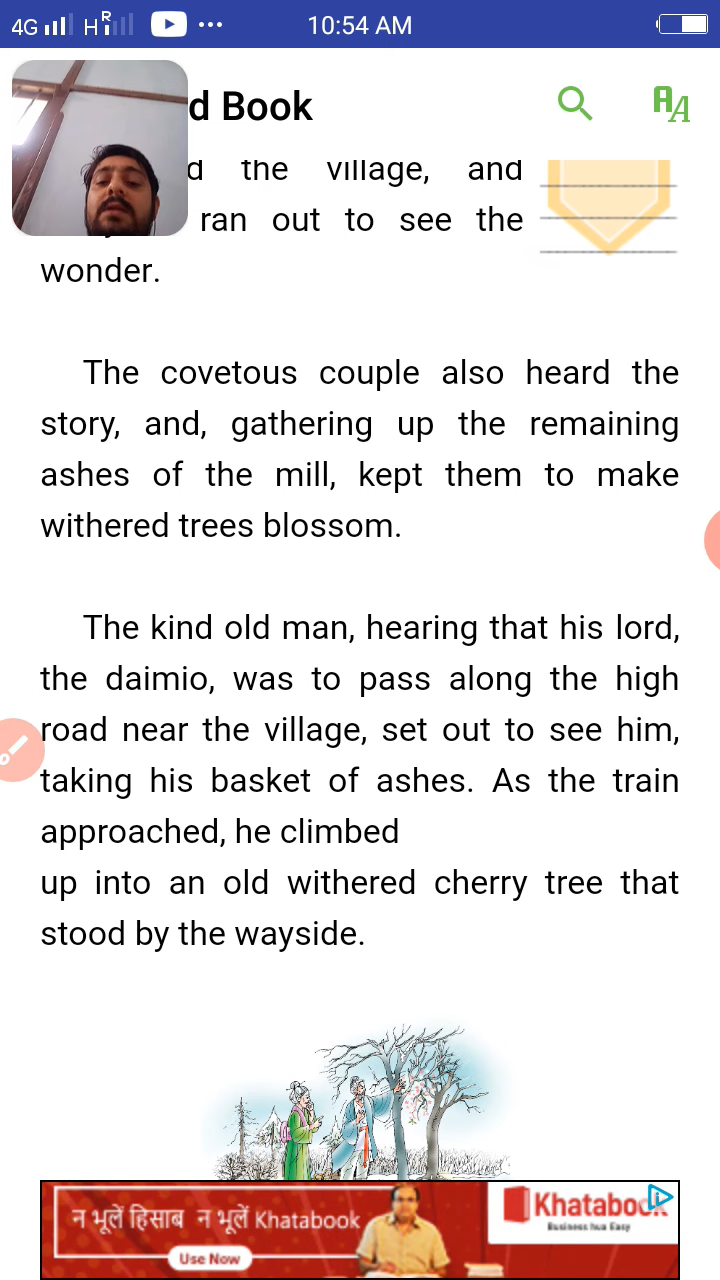 4G H R 10:54 AM
d Book
d the village, and
ran out to see the
wonder.
The covetous couple also heard the
story, and, gathering up the remaining
ashes of the mill, kept them to make
withered trees blossom.
The kind old man, hearing that his lord,
the daimio, was to pass along the high
road near the village, set out to see him,
taking his basket of ashes. As the train
approached, he climbed
up into an old withered cherry tree that
stood by the wayside.
न भूलें हिसाब न भूलें Khatabook
Use Now
Khatabook
Business hua Easy